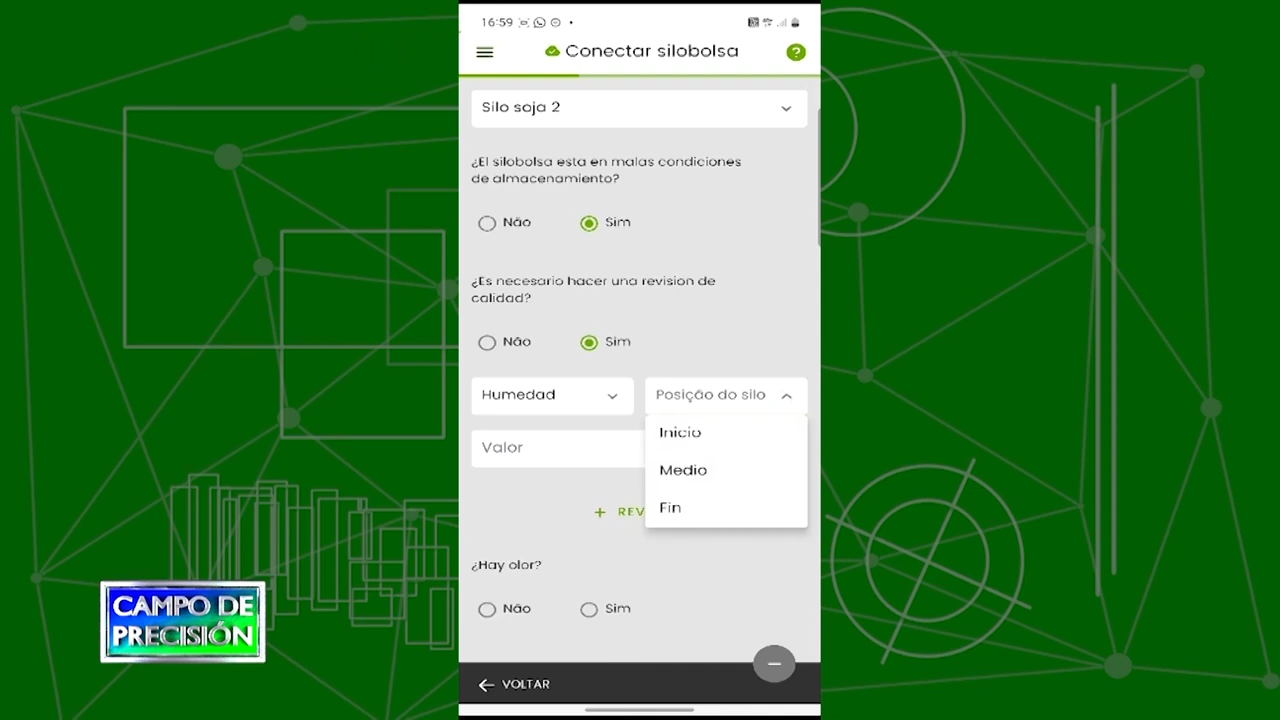 16:59
Conectar silobolsa
?
Silo soja 2
¿El silobolsa esta en malas condiciones
de almacenamiento?
Não Sim
¿Es necesario hacer una revision de
calidad?
Não Sim
Humedad Posição do silo
Inicio
Valor
Medio
Fin
+ REV
¿Hay olor?
Não Sim
CAMPO DE
PRECISIÓN
VOLTAR